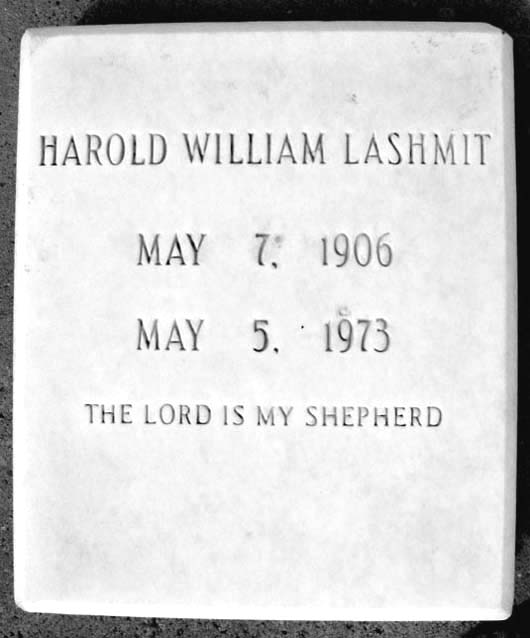 HAROLD WILLIAM LASHMIT
MAY 7, 1906
MAY 5, 1973
THE LORD IS MY SHEPHERD